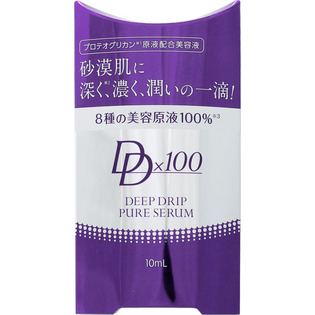 プロテオグリカン※1原液配合美容液
砂漠肌に
深く、※2濃く、潤いの一滴!
8種の美容原液100%※3
DD×100
DEEP DRIP
PURE SERUM
10mL